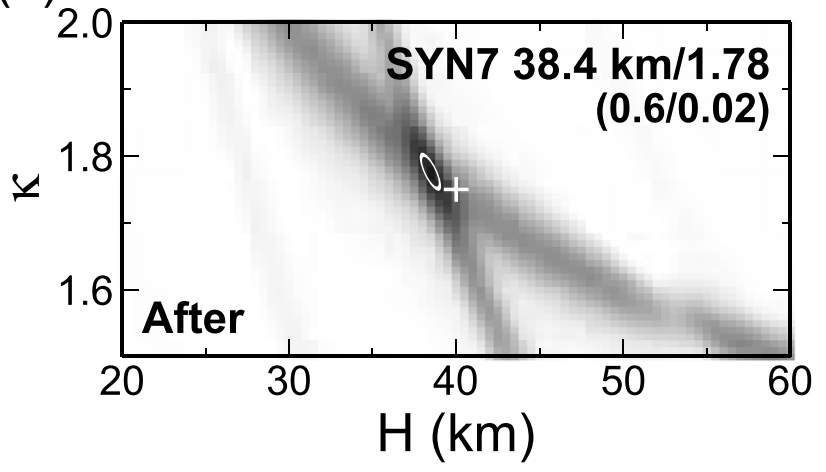 2.0
SYN7 38.4 km/1.78
(0.6/0.02)
1.8
κ
1.6
After
20 30 40 50 60
H (km)